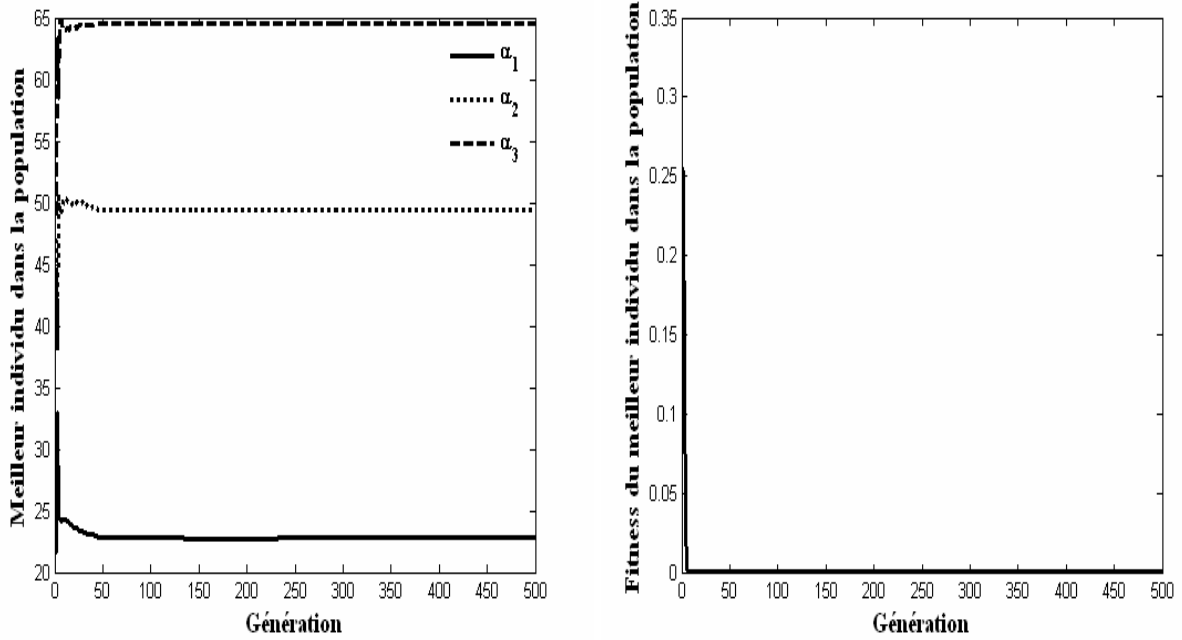 Meilleur individu dans la population
65
60
55
50
45
40
35
30
25
20
α1
α2
α3
0 50 100 150 200 250 300 350 400 450 500
Génération
Fitness du meilleur individu dans la population
0.35
0.3
0.25
0.2
0.15
0.1
0.05
0
0 50 100 150 200 250 300 350 400 450 500
Génération